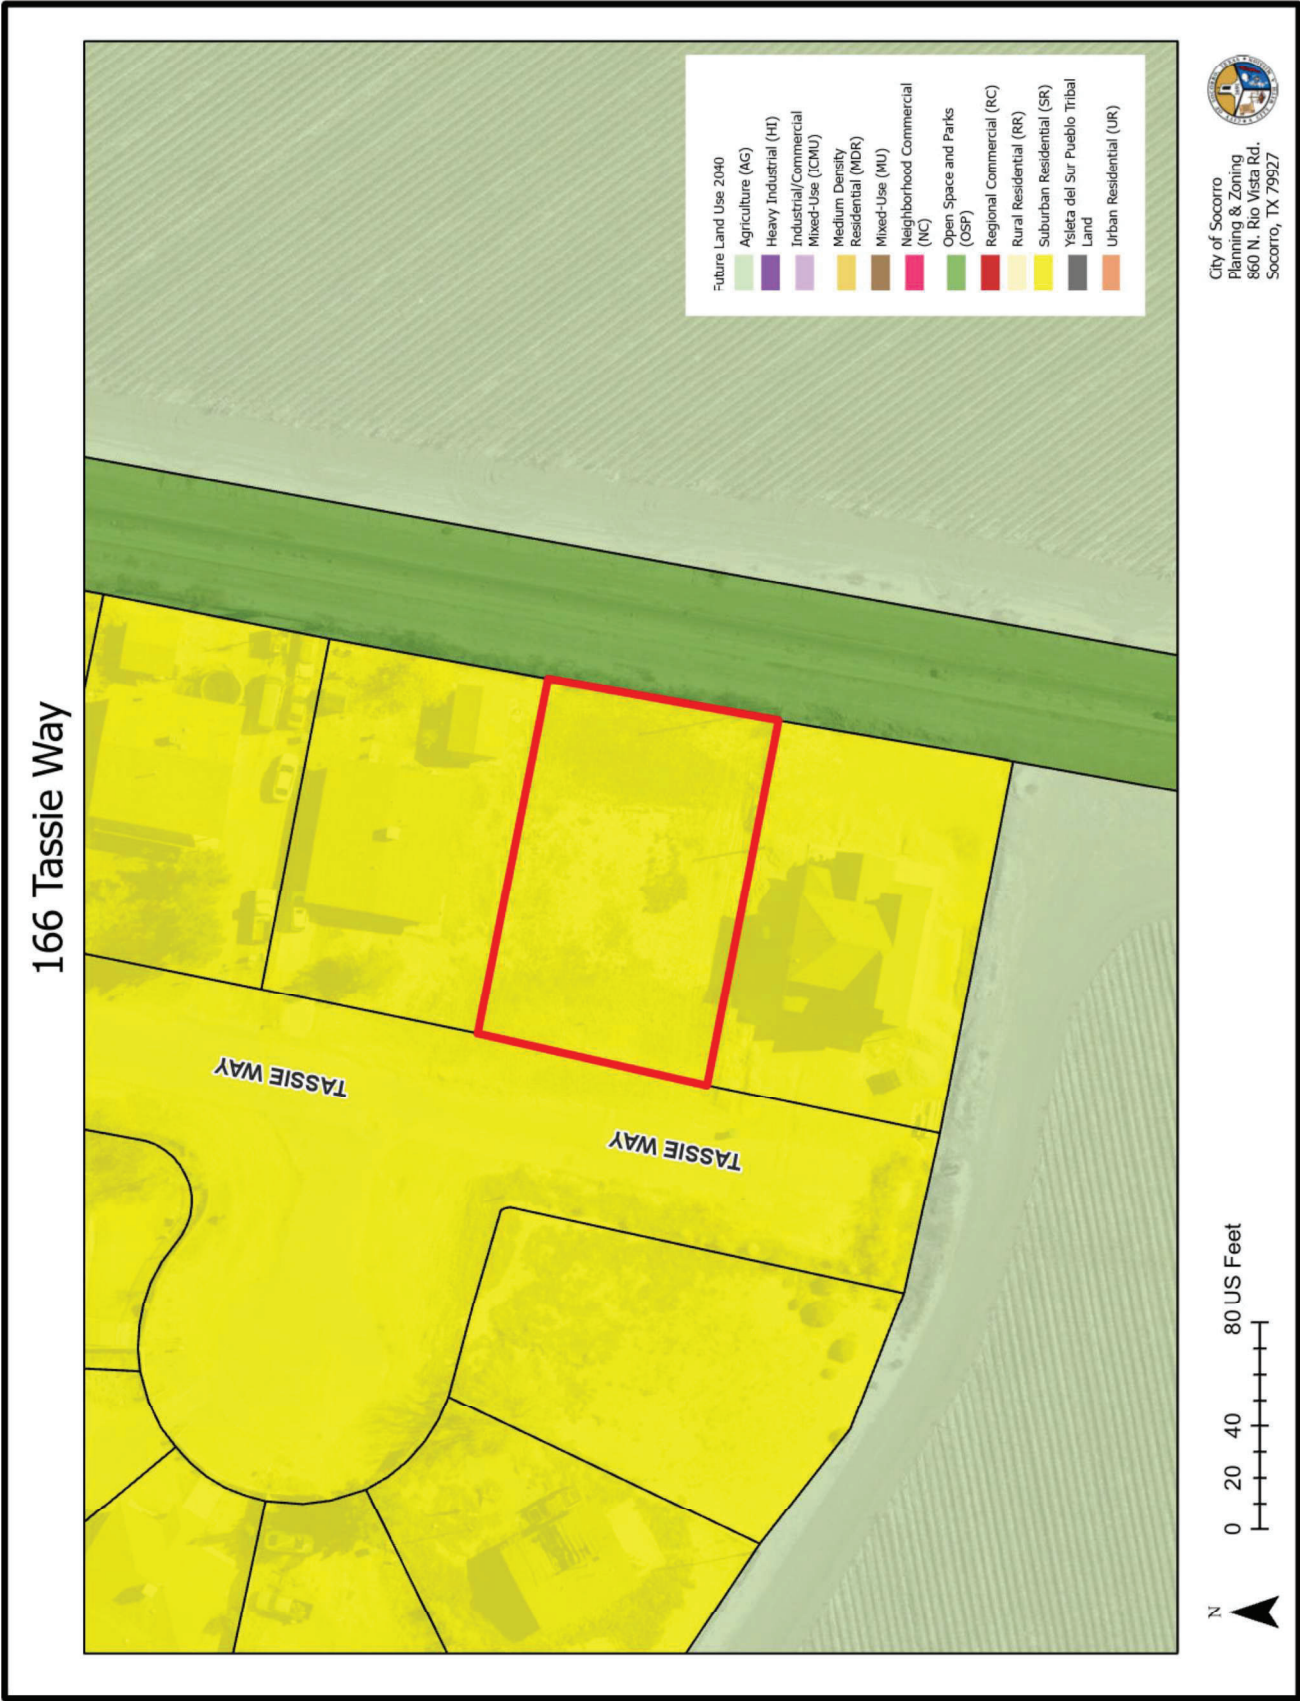 166 Tassie Way
TASSIE WAY
TASSIE WAY
Future Land Use 2040
Agriculture (AG)
Heavy Industrial (HI)
Industrial/Commercial
Mixed-Use (ICMU)
Medium Density
Residential (MDR)
Mixed-Use (MU)
Neighborhood Commercial
(NC)
Open Space and Parks
(OSP)
Regional Commercial (RC)
Rural Residential (RR)
Suburban Residential (SR)
Ysleta del Sur Pueblo Tribal
Land
Urban Residential (UR)
N
0 20 40 80 US Feet
City of Socorro
Planning & Zoning
860 N. Rio Vista Rd.
Socorro, TX 79927